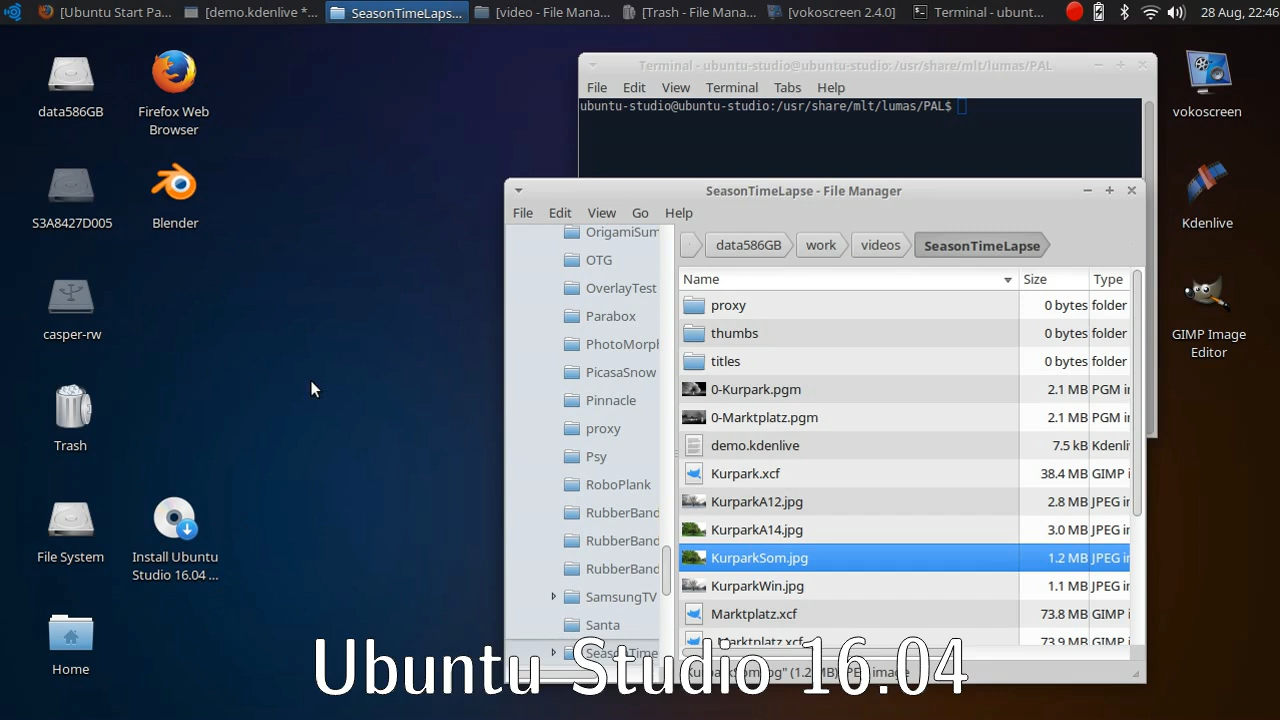 [Ubuntu Start Pa...
[demo.kdenlive *...
SeasonTimeLaps...
[video - File Mana...
[Trash - File Mana...
[vokoscreen 2.4.0]
Terminal - ubunt...
28 Aug, 22:46
data586GB
Firefox Web
Browser
S3A8427D005
Blender
casper-rw
Trash
File System
Install Ubuntu
Studio 16.04 ...
Home
Terminal - ubuntu-studio@ubuntu-studio: /usr/share/mlt/lumas/PAL
File Edit View Terminal Tabs Help
ubuntu-studio@ubuntu-studio:/usr/share/mlt/lumas/PAL$
vokoscreen
Kdenlive
GIMP Image
Editor
SeasonTimeLapse - File Manager
File Edit View Go Help
OrigamiSum
OTG
OverlayTest
Parabox
PhotoMorph
PicasaSnow
Pinnacle
proxy
Psy
RoboPlank
RubberBand
RubberBand
RubberBand
SamsungTV
Santa
SeasonTime
data586GB work videos SeasonTimeLapse
Name Size Type
proxy 0 bytes folder
thumbs 0 bytes folder
titles 0 bytes folder
0-Kurpark.pgm 2.1 MB PGM i
0-Marktplatz.pgm 2.1 MB PGM i
demo.kdenlive 7.5 kB Kdenli
Kurpark.xcf 38.4 MB GIMP i
KurparkA12.jpg 2.8 MB JPEG i
KurparkA14.jpg 3.0 MB JPEG i
KurparkSom.jpg 1.2 MB JPEG i
KurparkWin.jpg 1.1 MB JPEG i
Marktplatz.xcf 73.8 MB GIMP i
73.9 MB GIMP i
Ubuntu Studio 16.04